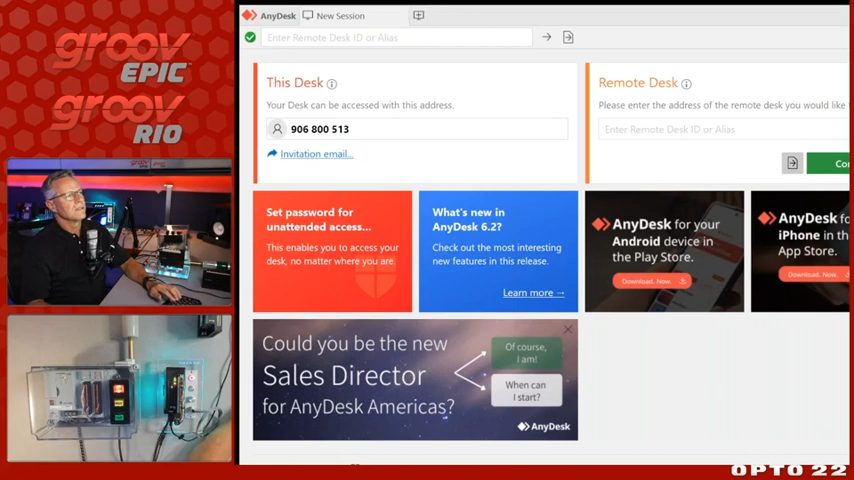 groov
EPIC™
groov
RIO
AnyDesk
New Session
Enter Remote Desk ID or Alias
This Desk
Your Desk can be accessed with this address.
906 800 513
Invitation email...
Remote Desk
Please enter the address of the remote desk you would like
Enter Remote Desk ID or Alias
Co
Set password for
unattended access...
This enables you to access your
desk, no matter where you are.
What's new in
AnyDesk 6.2?
Check out the most interesting
new features in this release.
Learn more →
AnyDesk for your
Android device in
the Play Store.
Download. Now.
AnyDesk fo
iPhone in th
App Store.
Download. Now.
Could you be the new
Sales Director
for AnyDesk Americas?
Of course,
I am!
When can
I start?
AnyDesk
OPTO 22